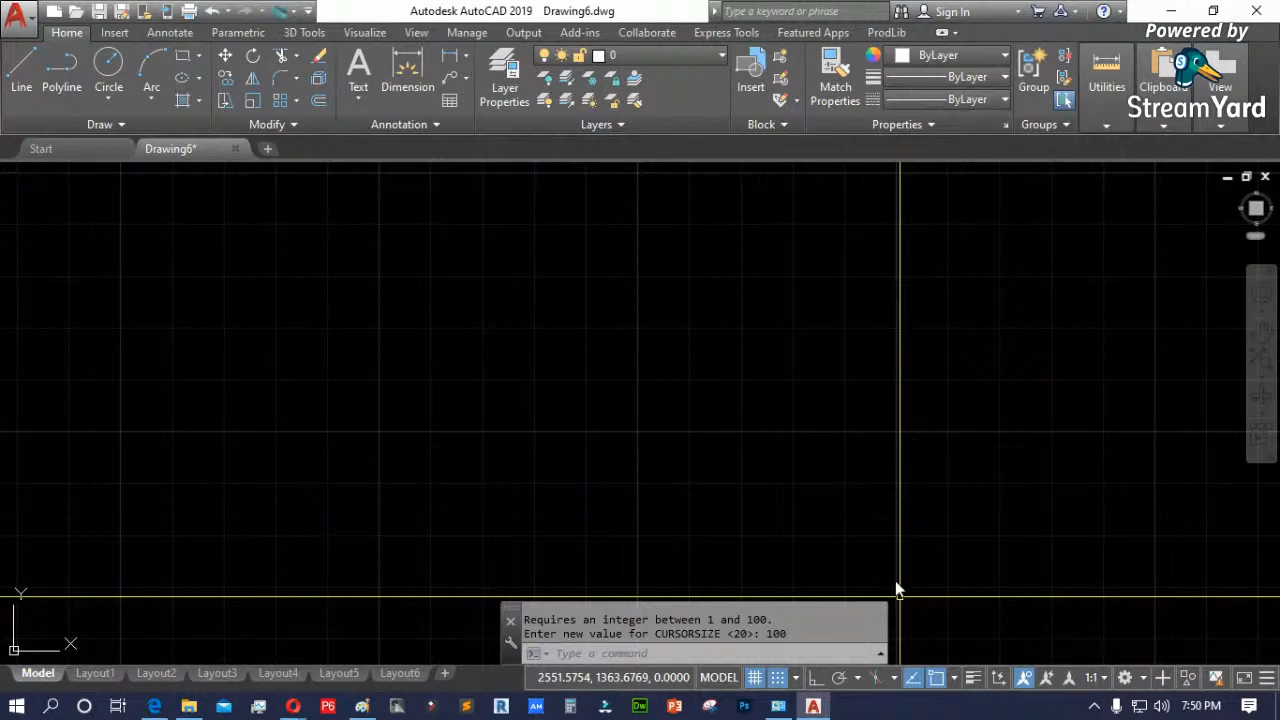 Autodesk AutoCAD 2019 Drawing6.dwg
Type a keyword or phrase
Sign In
Home Insert Annotate Parametric 3D Tools Visualize View Manage Output Add-ins Collaborate Express Tools Featured Apps ProdLib
Powered by
StreamYard
0
ByLayer
ByLayer
ByLayer
Line Polyline Circle Arc Text Dimension Layer Properties Insert Match Properties Group Utilities Clipboard View
Draw Modify Annotation Layers Block Properties Groups
Start Drawing6*
Y
X
Requires an integer between 1 and 100.
Enter new value for CURSORSIZE <20>: 100
Type a command
Model Layout1 Layout2 Layout3 Layout4 Layout5 Layout6
2551.5754, 1363.6769, 0.0000 MODEL 1:1
7:50 PM